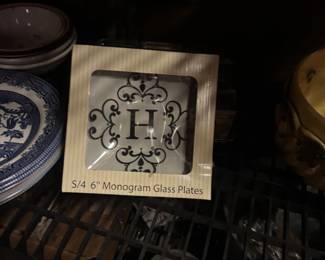 H
S/4 6" Monogram Glass Plates